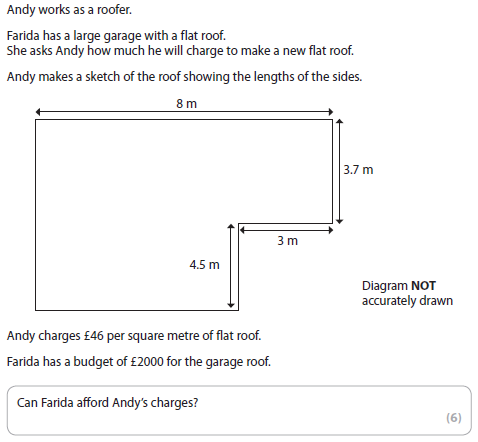 Andy works as a roofer.
Farida has a large garage with a flat roof.
She asks Andy how much he will charge to make a new flat roof.
Andy makes a sketch of the roof showing the lengths of the sides.
8 m
3.7 m
3 m
4.5 m
Diagram NOT
accurately drawn
Andy charges £46 per square metre of flat roof.
Farida has a budget of £2000 for the garage roof.
Can Farida afford Andy's charges?
(6)